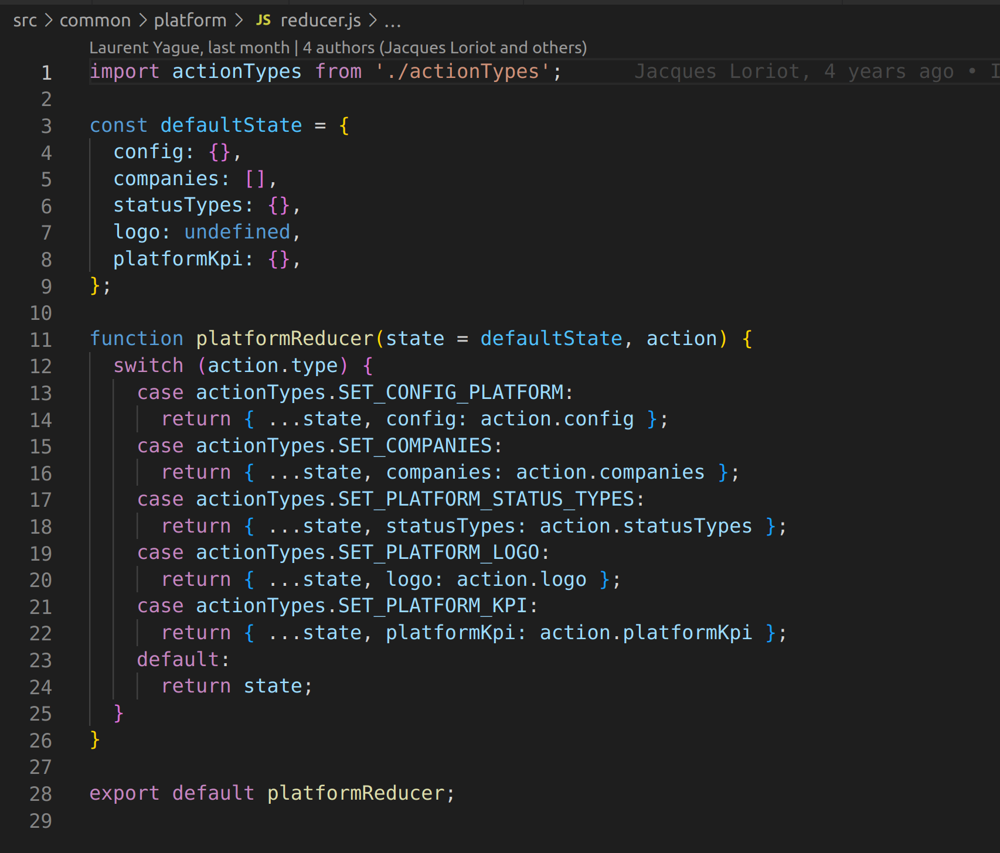 src > common > platform > JS reducer.js > ...
Laurent Yague, last month | 4 authors (Jacques Loriot and others)
1 import actionTypes from './actionTypes'; Jacques Loriot, 4 years ago •
2
3 const defaultState = {
4 config: {},
5 companies: [],
6 statusTypes: {},
7 logo: undefined,
8 platformKpi: {},
9 };
10
11 function platformReducer(state = defaultState, action) {
12 switch (action.type) {
13 case actionTypes.SET_CONFIG_PLATFORM:
14 return { ...state, config: action.config };
15 case actionTypes.SET_COMPANIES:
16 return { ...state, companies: action.companies };
17 case actionTypes.SET_PLATFORM_STATUS_TYPES:
18 return { ...state, statusTypes: action.statusTypes };
19 case actionTypes.SET_PLATFORM_LOGO:
20 return { ...state, logo: action.logo };
21 case actionTypes.SET_PLATFORM_KPI:
22 return { ...state, platformKpi: action.platformKpi };
23 default:
24 return state;
25 }
26 }
27
28 export default platformReducer;
29